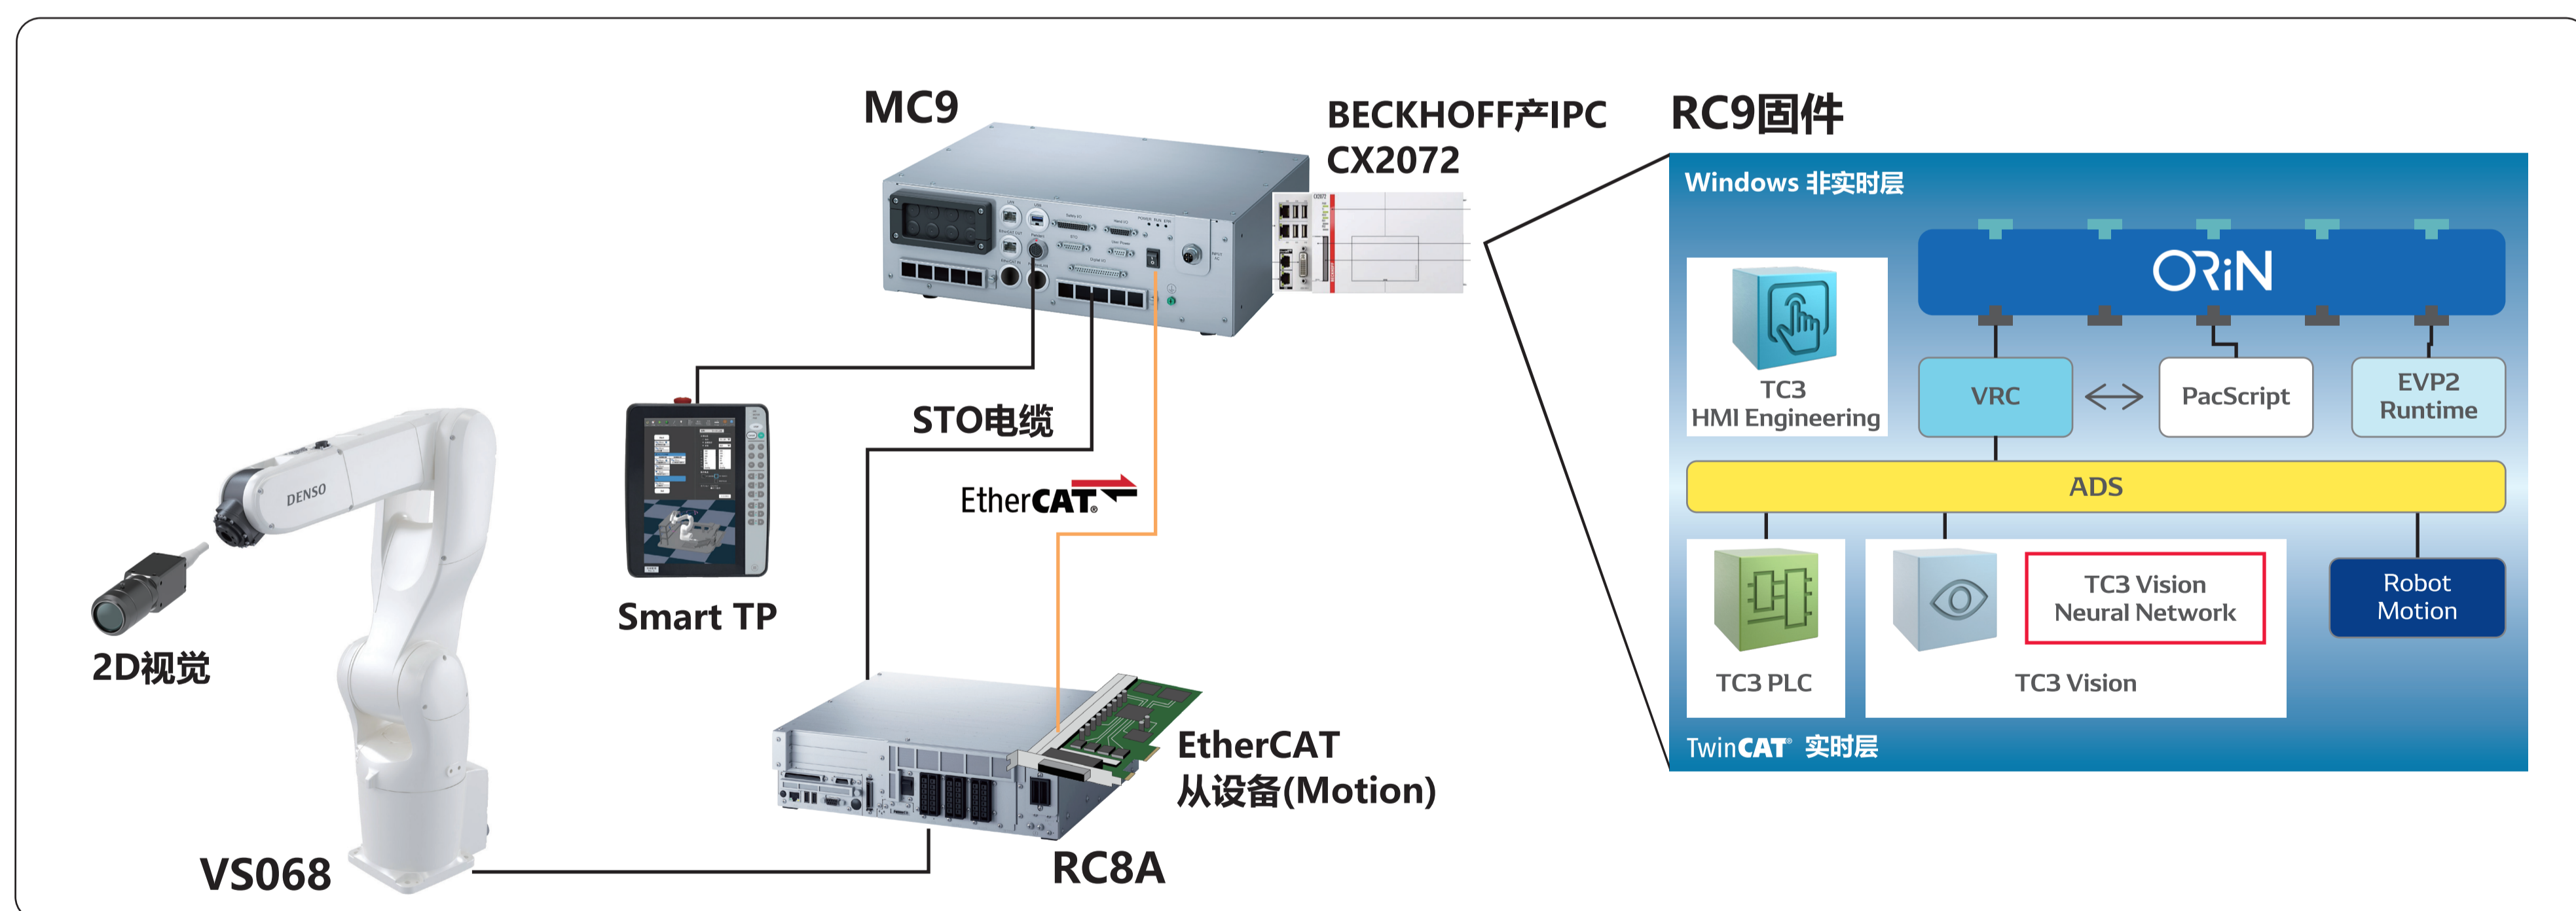 MC9
BECKHOFF产IPC
CX2072
RC9固件
Windows 非实时层
ORiN
TC3
HMI Engineering
VRC
PacScript
EVP2
Runtime
ADS
TC3 Vision
Neural Network
Robot
Motion
TC3 PLC
TC3 Vision
TwinCAT® 实时层
STO电缆
EtherCAT®
DENSO
Smart TP
2D视觉
EtherCAT
从设备(Motion)
VS068
RC8A